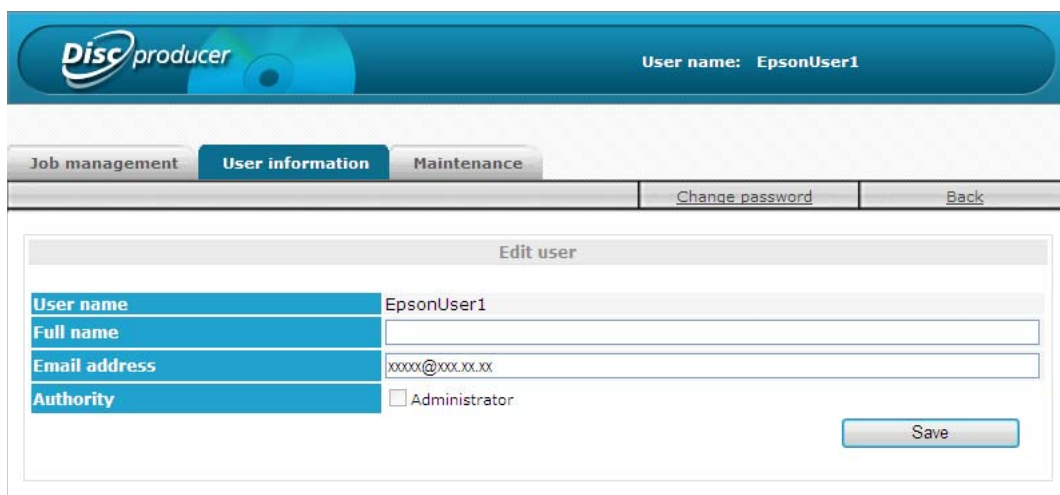 Disc producer
User name: EpsonUser1
Job management User information Maintenance
Change password Back
Edit user
User name EpsonUser1
Full name
Email address xxxxx@xxx.xx.xx
Authority Administrator
Save